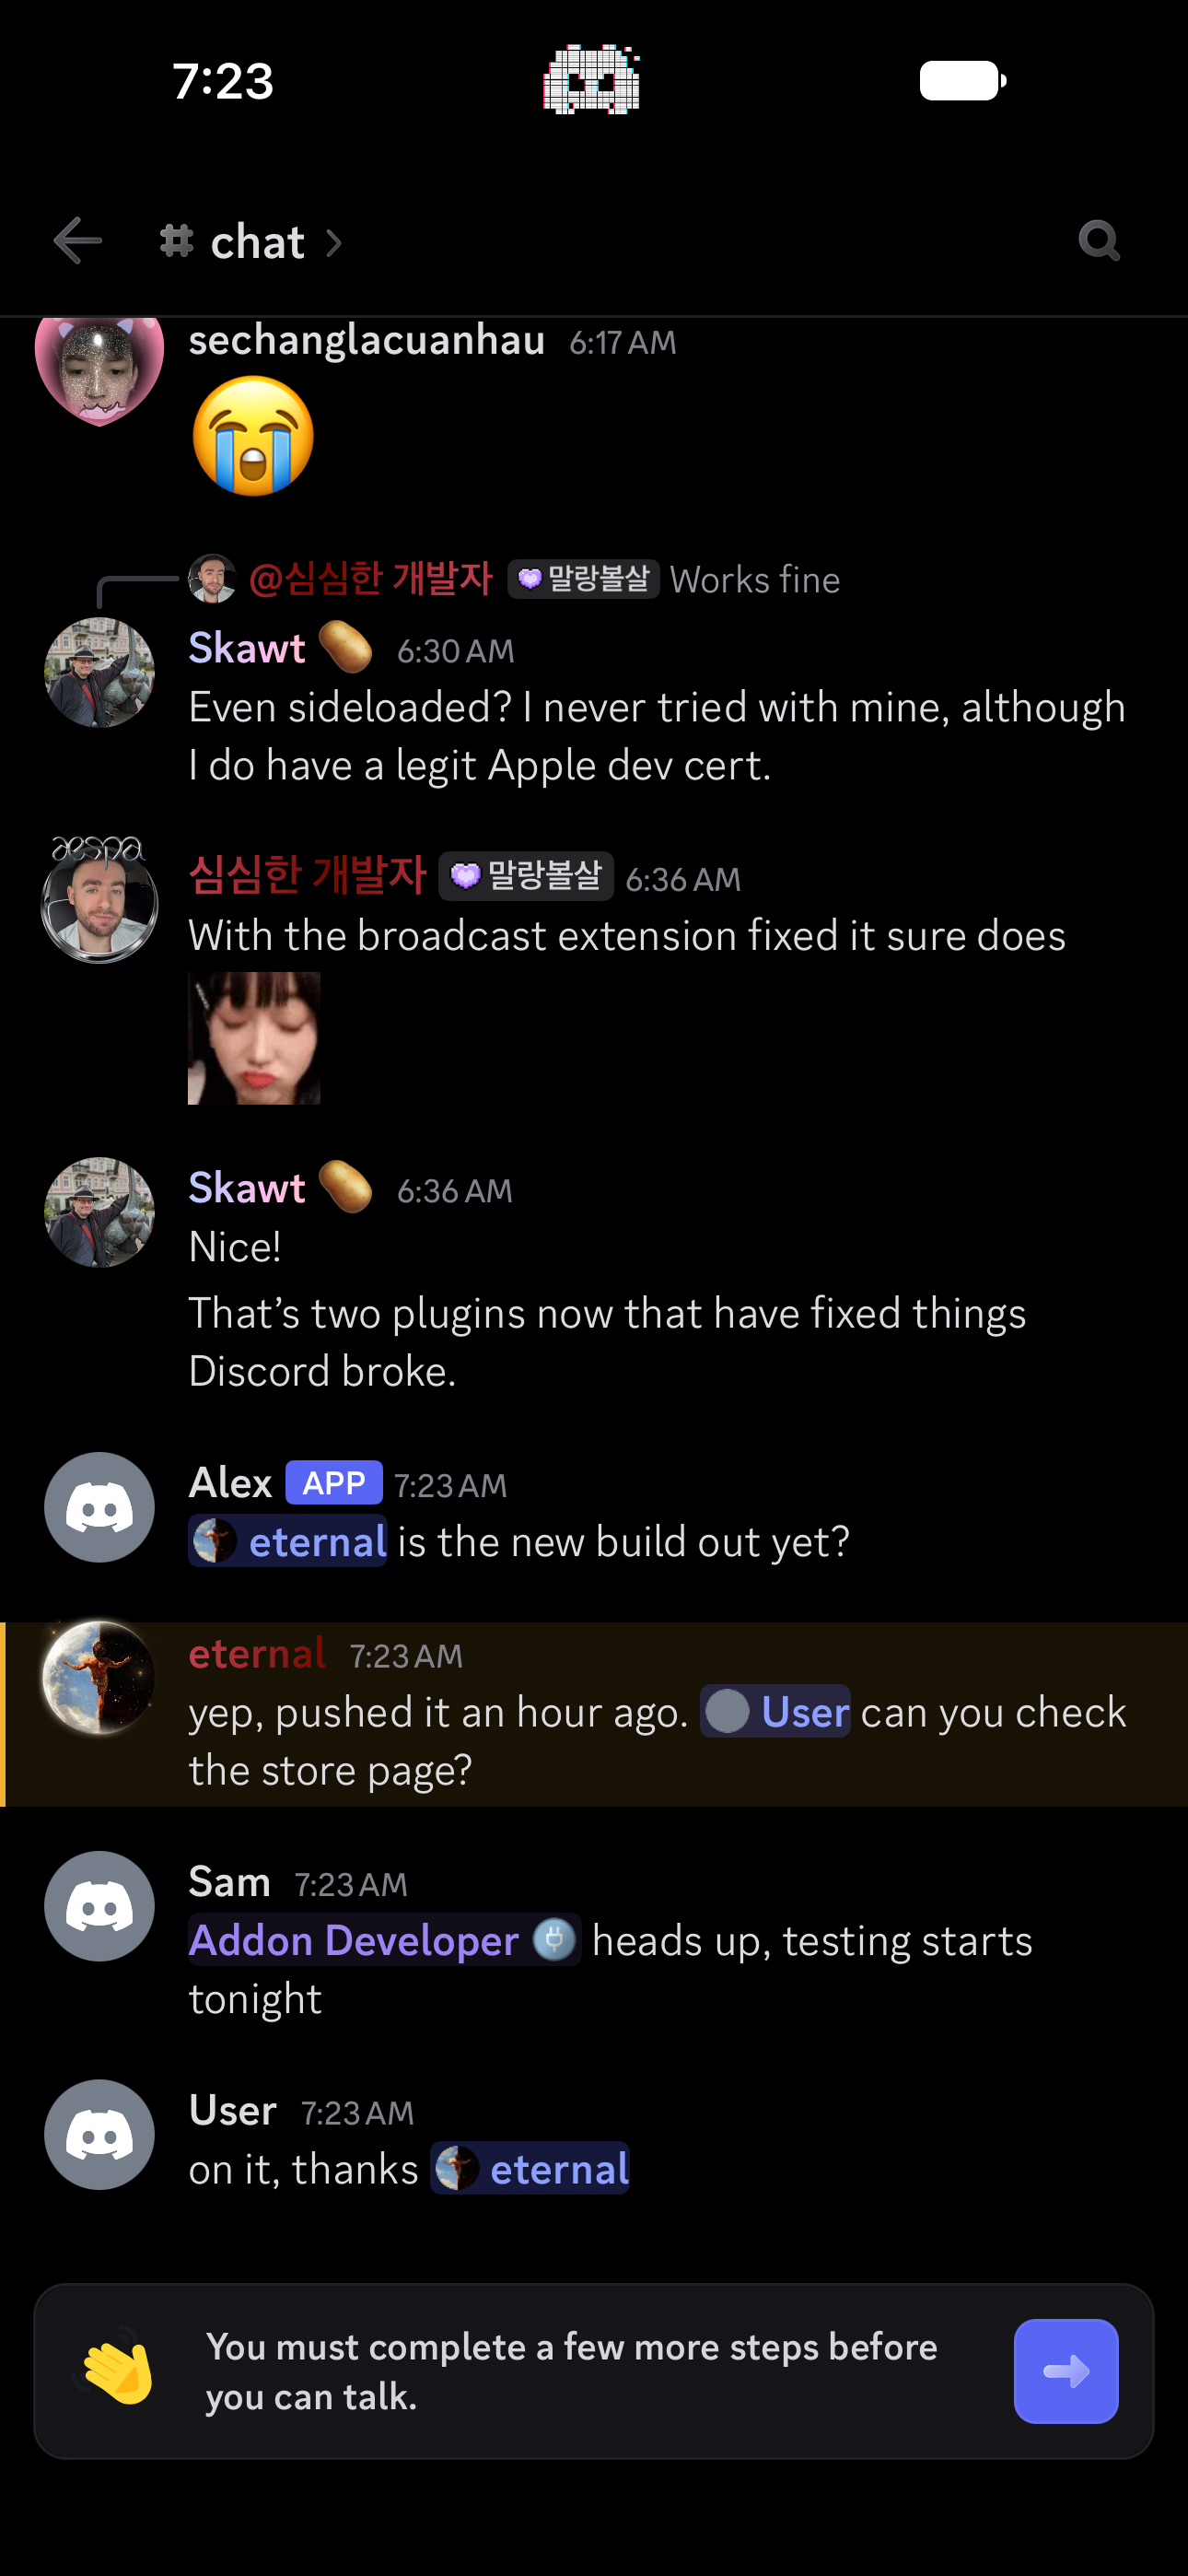 7:23
chat
sechanglacuanhau 6:17 AM
@심심한 개발자 말랑볼살 Works fine
Skawt 6:30 AM
Even sideloaded? I never tried with mine, although
I do have a legit Apple dev cert.
aespa
심심한 개발자 말랑볼살 6:36 AM
With the broadcast extension fixed it sure does
Skawt 6:36 AM
Nice!
That’s two plugins now that have fixed things
Discord broke.
Alex APP 7:23 AM
eternal is the new build out yet?
eternal 7:23 AM
yep, pushed it an hour ago. User can you check
the store page?
Sam 7:23 AM
Addon Developer heads up, testing starts
tonight
User 7:23 AM
on it, thanks eternal
You must complete a few more steps before
you can talk.